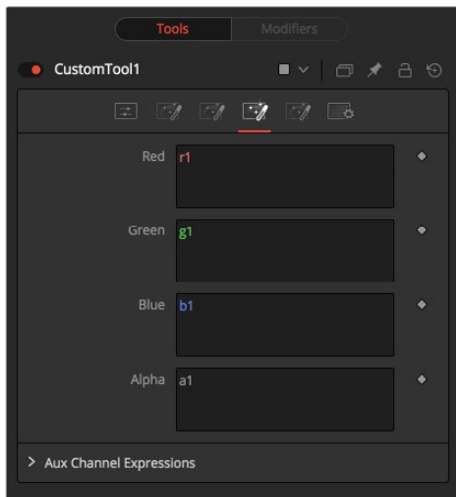 Tools
Modifiers
CustomTool1
Red
r1
Green
g1
Blue
b1
Alpha
a1
Aux Channel Expressions